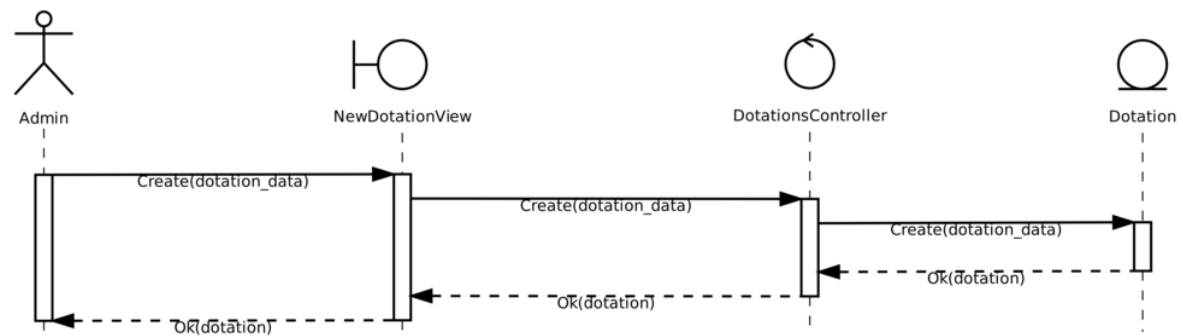 Admin
NewDotationView
DotationsController
Dotation
Create(dotation_data)
Create(dotation_data)
Create(dotation_data)
Ok(dotation)
Ok(dotation)
Ok(dotation)